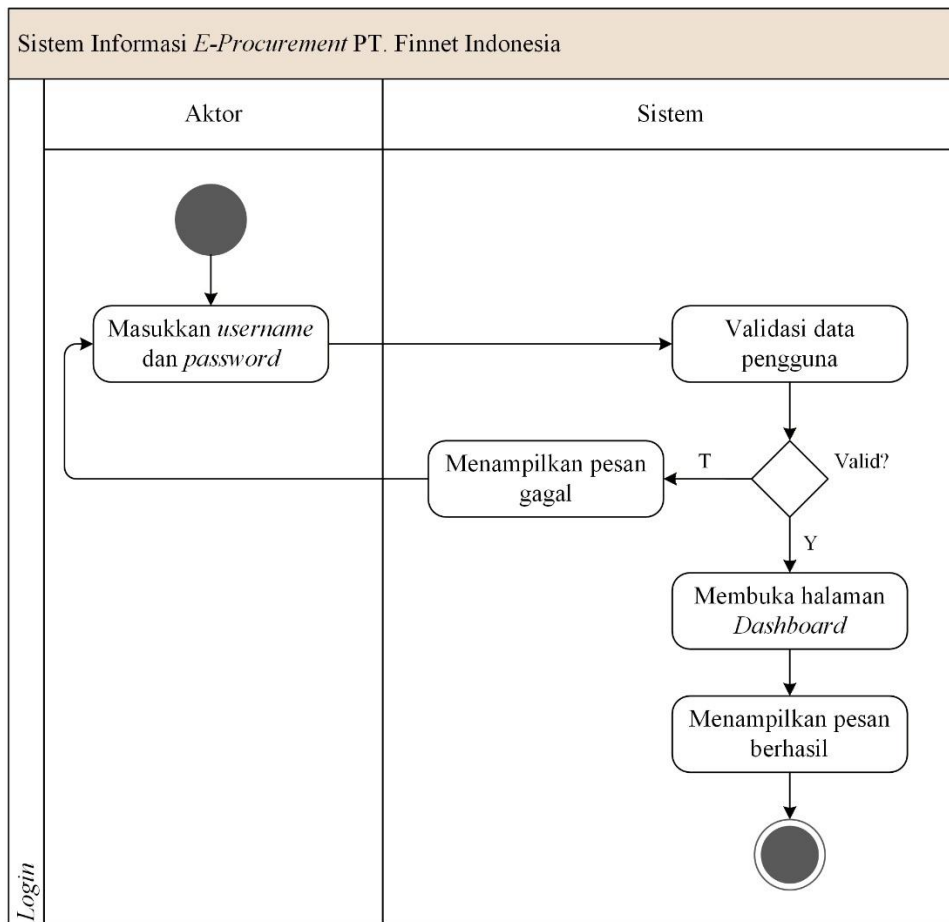 Sistem Informasi E-Procurement PT. Finnet Indonesia
Aktor
Sistem
Masukkan username
dan password
Validasi data
pengguna
Menampilkan pesan
gagal
T
Valid?
Y
Membuka halaman
Dashboard
Menampilkan pesan
berhasil
Login